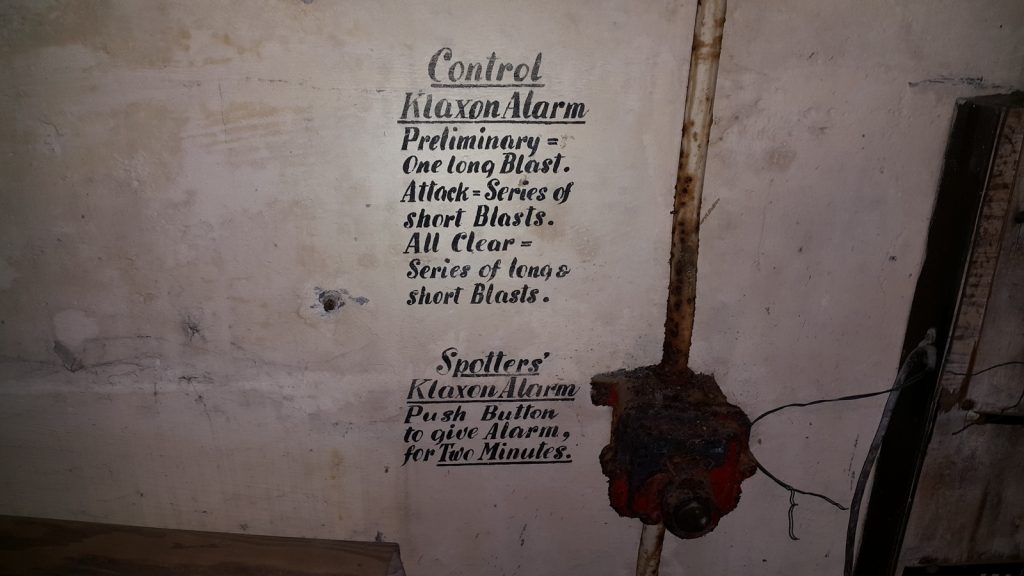 Control
Klaxon Alarm
Preliminary =
One long Blast.
Attack = Series of
short Blasts.
All Clear =
Series of long &
short Blasts.
Spotters'
Klaxon Alarm
Push Button
to give Alarm,
for Two Minutes.